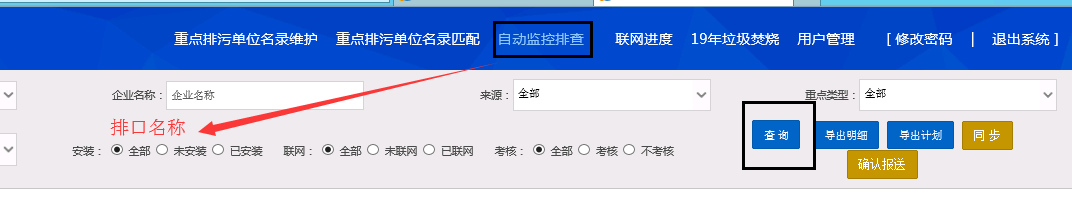 重点排污单位名录维护 重点排污单位名录匹配 自动监控排查 联网进度 19年垃圾焚烧 用户管理 [ 修改密码 | 退出系统 ]
企业名称： 企业名称 来源： 全部 重点类型： 全部
排口名称
查 询 导出明细 导出计划 同 步
安装： 全部 未安装 已安装 联网： 全部 未联网 已联网 考核： 全部 考核 不考核
确认报送